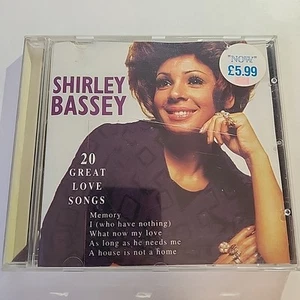 "NOW"
£5.99
SHIRLEY
BASSEY
20
GREAT
LOVE
SONGS
Memory
I (who have nothing)
What now my love
As long as he needs me
A house is not a home